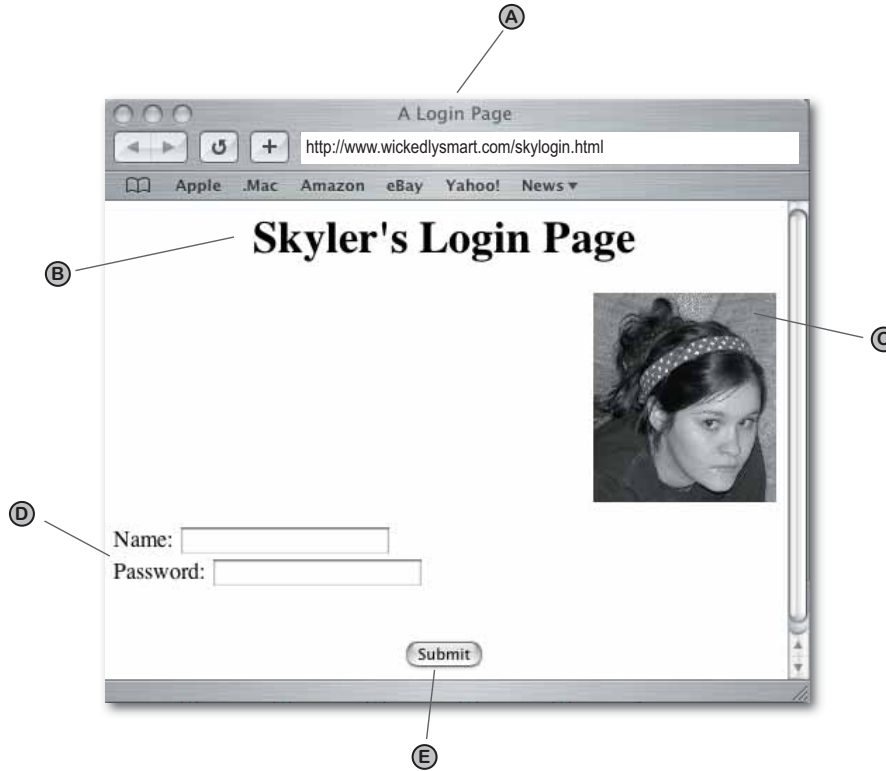 A
A Login Page
http://www.wickedlysmart.com/skylogin.html
Apple .Mac Amazon eBay Yahoo! News
Skyler's Login Page
B
C
D
Name:
Password:
Submit
E